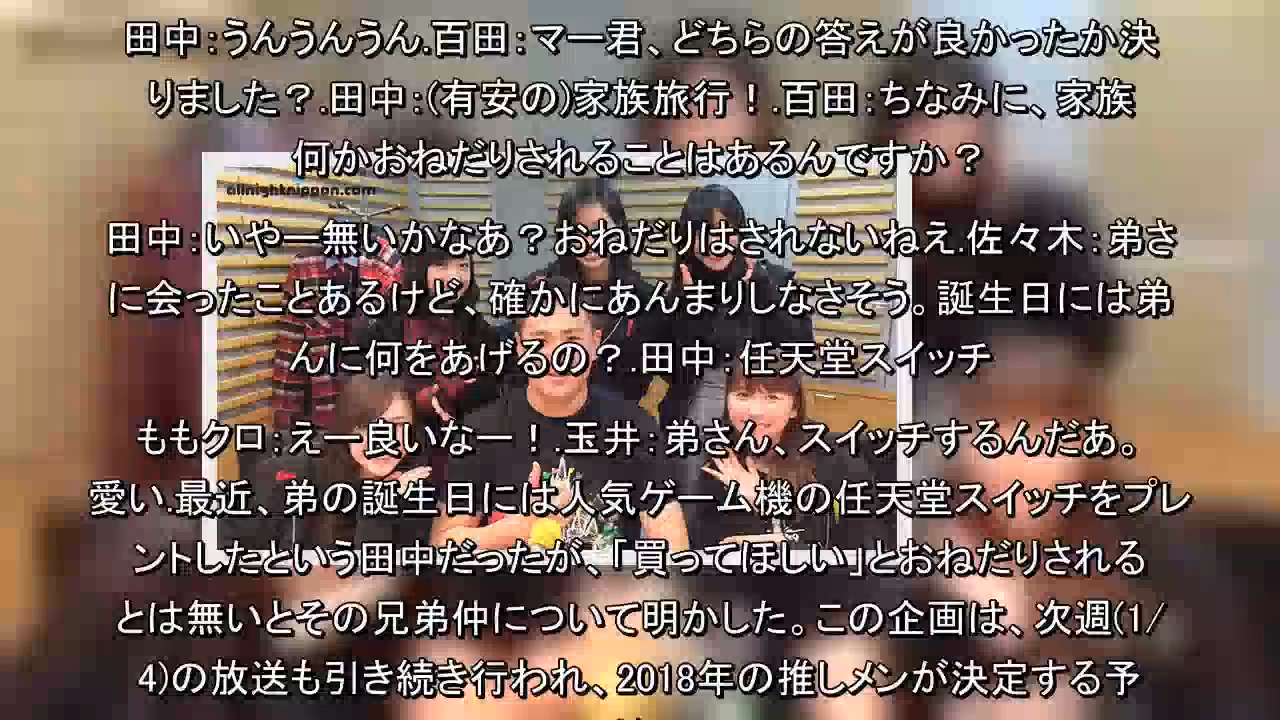 田中：うんうんうん.百田：マー君、どちらの答えが良かったか決
りました？.田中：(有安の)家族旅行！.百田：ちなみに、家族
何かおねだりされることはあるんですか？
allnightnippon.com
田中：いやー無いかなあ？おねだりはされないねえ.佐々木：弟さ
に会ったことあるけど、確かにあんまりしなさそう。誕生日には弟
んに何をあげるの？.田中：任天堂スイッチ
ももクロ：えー良いなー！.玉井：弟さん、スイッチするんだあ。
愛い.最近、弟の誕生日には人気ゲーム機の任天堂スイッチをプレ
ントしたという田中だったが、「買ってほしい」とおねだりされる
とは無いとその兄弟仲について明かした。この企画は、次週(1/
4)の放送も引き続き行われ、2018年の推しメンが決定する予